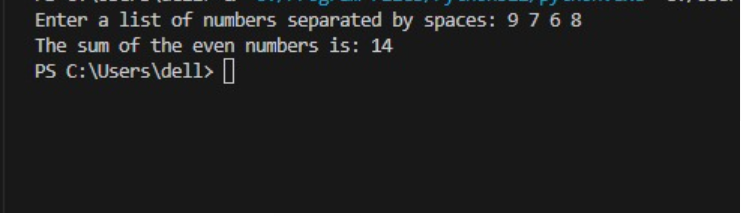 Enter a list of numbers separated by spaces: 9 7 6 8
The sum of the even numbers is: 14
PS C:\Users\dell>